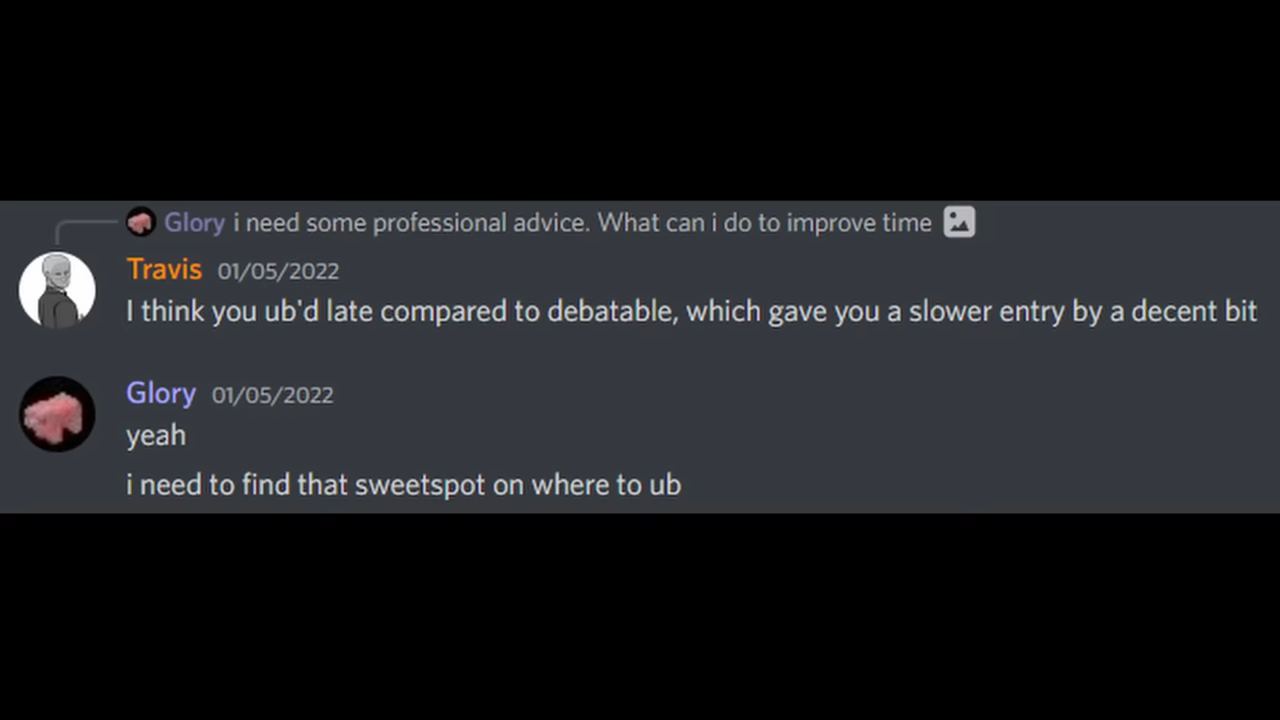 Glory i need some professional advice. What can i do to improve time
Travis 01/05/2022
I think you ub'd late compared to debatable, which gave you a slower entry by a decent bit
Glory 01/05/2022
yeah
i need to find that sweetspot on where to ub